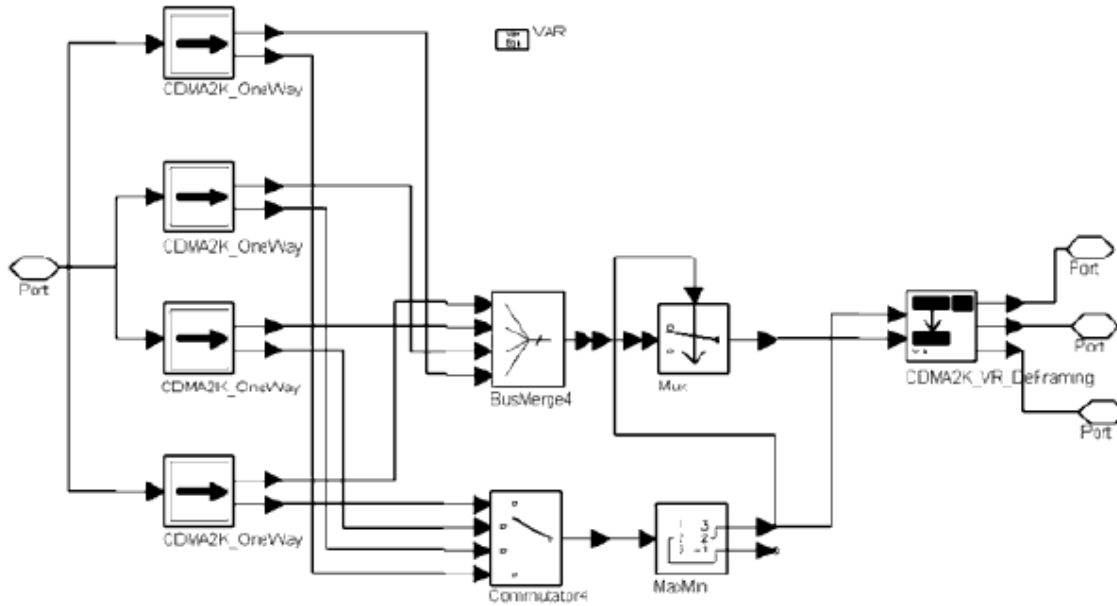 VAR
CDMA2K_OneWay
CDMA2K_OneWay
Port
CDMA2K_OneWay
CDMA2K_OneWay
BusMerge4
Mux
CDMA2K_VR_DeFraming
Port
Port
Port
Commutator4
MaxMin